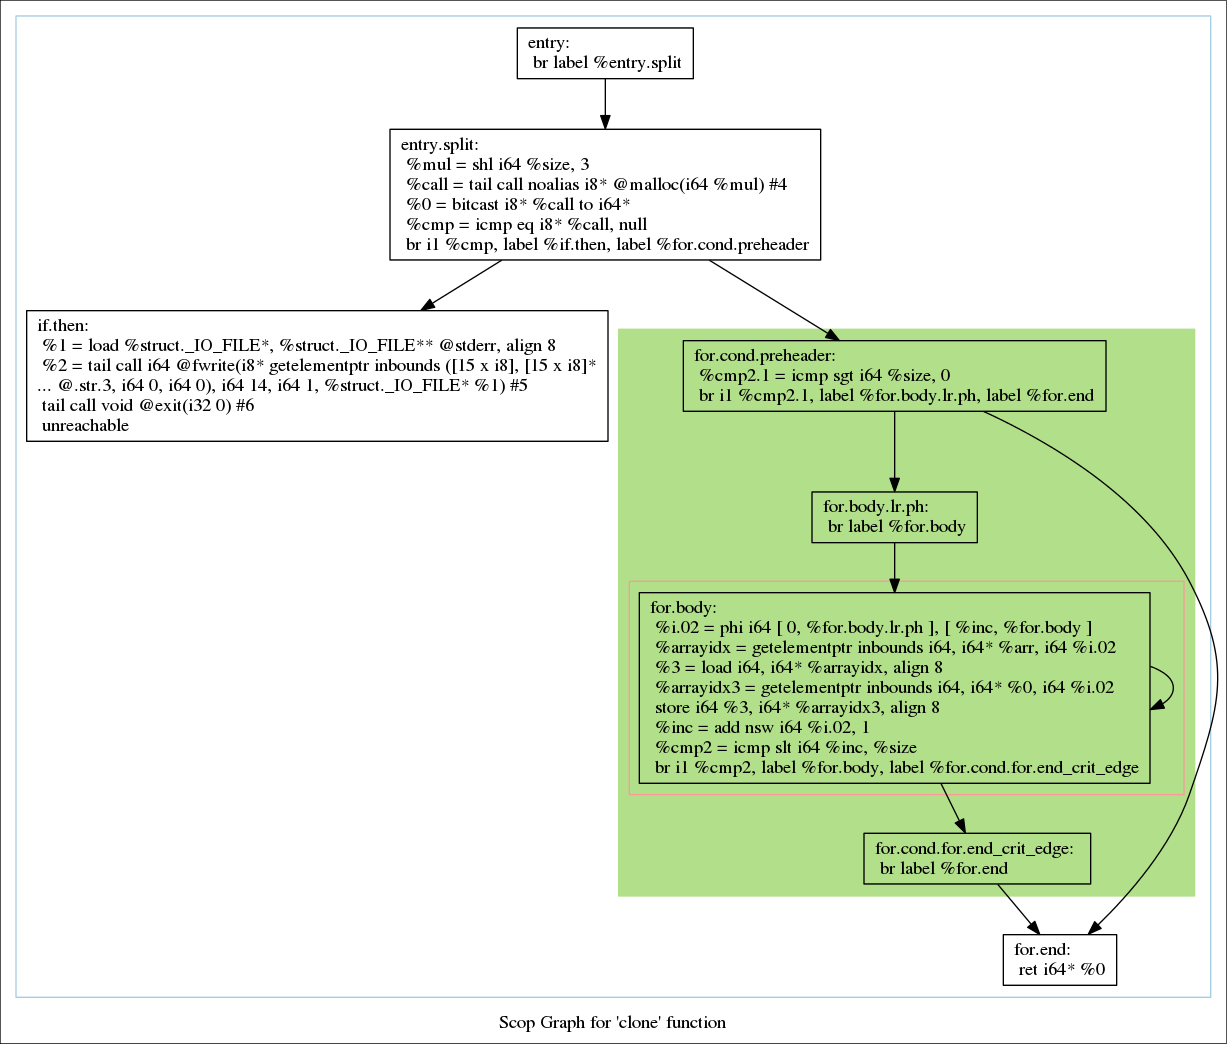 entry:
br label %entry.split
entry.split:
%mul = shl i64 %size, 3
%call = tail call noalias i8* @malloc(i64 %mul) #4
%0 = bitcast i8* %call to i64*
%cmp = icmp eq i8* %call, null
br i1 %cmp, label %if.then, label %for.cond.preheader
if.then:
%1 = load %struct._IO_FILE*, %struct._IO_FILE** @stderr, align 8
%2 = tail call i64 @fwrite(i8* getelementptr inbounds ([15 x i8], [15 x i8]*
... @.str.3, i64 0, i64 0), i64 14, i64 1, %struct._IO_FILE* %1) #5
tail call void @exit(i32 0) #6
unreachable
for.cond.preheader:
%cmp2.1 = icmp sgt i64 %size, 0
br i1 %cmp2.1, label %for.body.lr.ph, label %for.end
for.body.lr.ph:
br label %for.body
for.body:
%i.02 = phi i64 [ 0, %for.body.lr.ph ], [ %inc, %for.body ]
%arrayidx = getelementptr inbounds i64, i64* %arr, i64 %i.02
%3 = load i64, i64* %arrayidx, align 8
%arrayidx3 = getelementptr inbounds i64, i64* %0, i64 %i.02
store i64 %3, i64* %arrayidx3, align 8
%inc = add nsw i64 %i.02, 1
%cmp2 = icmp slt i64 %inc, %size
br i1 %cmp2, label %for.body, label %for.cond.for.end_crit_edge
for.cond.for.end_crit_edge:
br label %for.end
for.end:
ret i64* %0
Scop Graph for 'clone' function